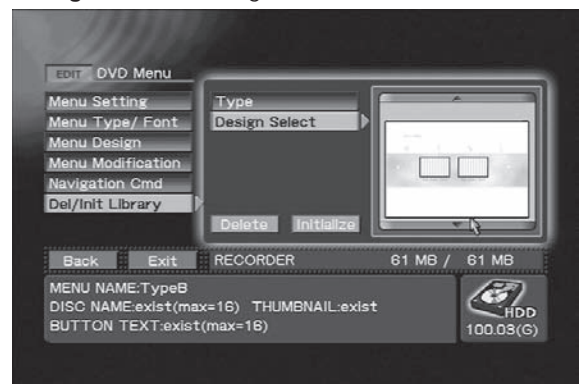 EDIT DVD Menu
Menu Setting
Menu Type/ Font
Menu Design
Menu Modification
Navigation Cmd
Del/Init Library
Type
Design Select
Delete Initialize
Back Exit RECORDER 61 MB / 61 MB
MENU NAME:TypeB
DISC NAME:exist(max=16) THUMBNAIL:exist
BUTTON TEXT:exist(max=16)
HDD
100.03(G)